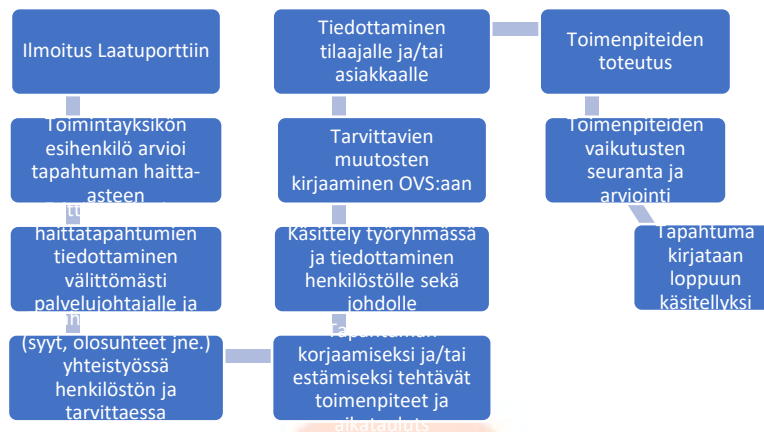 Ilmoitus Laatuporttiin
Toimintayksikön
esihenkilö arvioi
tapahtuman haitta-
asteen
haittatapahtumien
tiedottaminen
välittömästi
palvelujohtajalle ja
(syyt, olosuhteet jne.)
yhteistyössä
henkilöstön ja
tarvittaessa
Tapahtuman
korjaamiseksi ja/tai
estämiseksi tehtävät
toimenpiteet ja
aikatauluts
Käsittely työryhmässä
ja tiedottaminen
henkilöstölle sekä
johdolle
Tarvittavien
muutosten
kirjaaminen OVS:aan
Tiedottaminen
tilaajalle ja/tai
asiakkaalle
Toimenpiteiden
toteutus
Toimenpiteiden
vaikutusten
seuranta ja
arviointi
Tapahtuma
kirjataan
loppuun
käsitellyksi